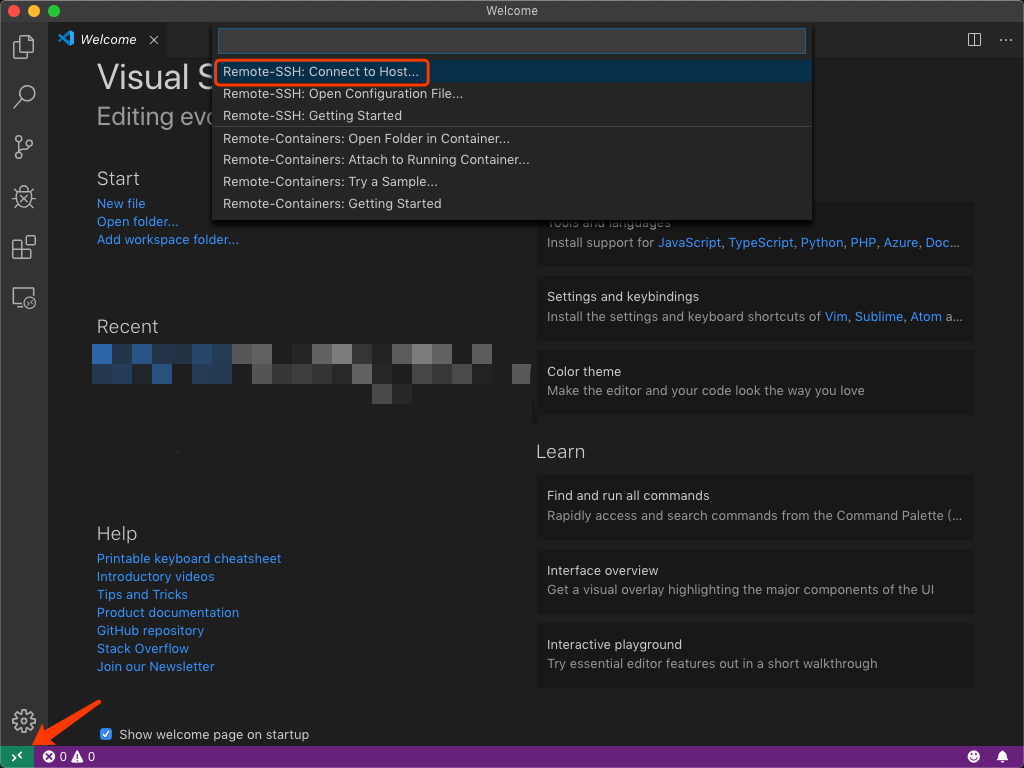 Welcome
Welcome
Remote-SSH: Connect to Host...
Remote-SSH: Open Configuration File...
Remote-SSH: Getting Started
Remote-Containers: Open Folder in Container...
Remote-Containers: Attach to Running Container...
Remote-Containers: Try a Sample...
Remote-Containers: Getting Started
Visual S
Editing evo
Start
New file
Open folder...
Add workspace folder...
Recent
Help
Printable keyboard cheatsheet
Introductory videos
Tips and Tricks
Product documentation
GitHub repository
Stack Overflow
Join our Newsletter
Show welcome page on startup
Tools and languages
Install support for JavaScript, TypeScript, Python, PHP, Azure, Doc...
Settings and keybindings
Install the settings and keyboard shortcuts of Vim, Sublime, Atom a...
Color theme
Make the editor and your code look the way you love
Learn
Find and run all commands
Rapidly access and search commands from the Command Palette (...
Interface overview
Get a visual overlay highlighting the major components of the UI
Interactive playground
Try essential editor features out in a short walkthrough
0 0